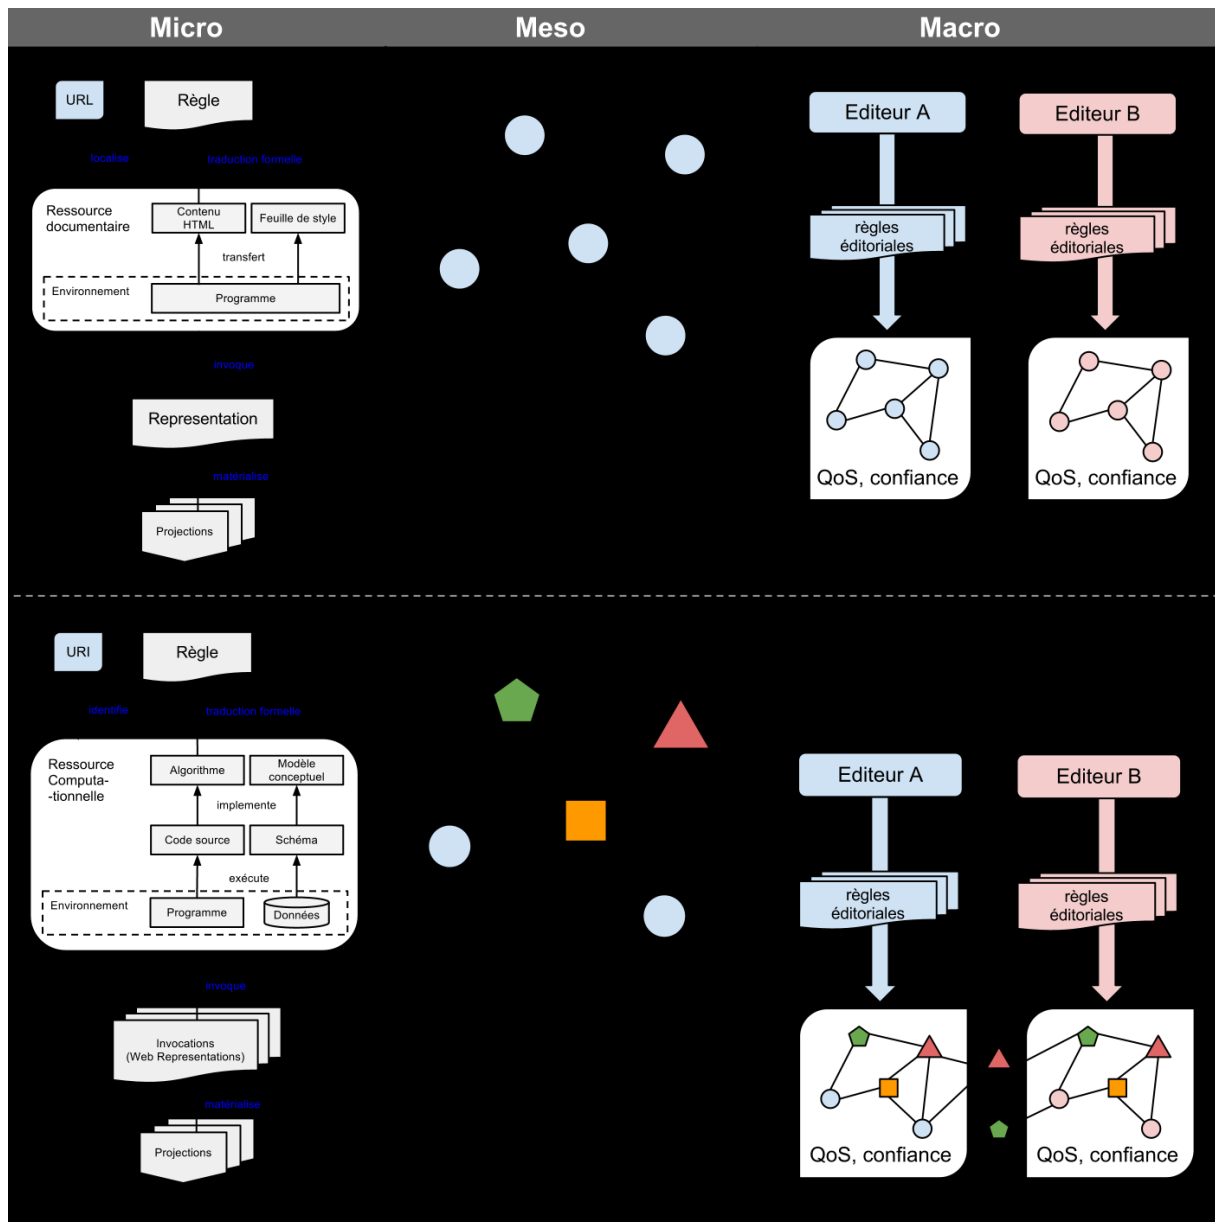 Micro
Meso
Macro
URL
Règle
localise
traduction formelle
Ressource
documentaire
Contenu
HTML
Feuille de style
transfert
Environnement
Programme
invoque
Representation
matérialise
Projections
Editeur A
Editeur B
règles
éditoriales
règles
éditoriales
QoS, confiance
QoS, confiance
URI
Règle
identifie
traduction formelle
Ressource
Computa-
-tionnelle
Algorithme
Modèle
conceptuel
implemente
Code source
Schéma
exécute
Environnement
Programme
Données
invoque
Invocations
(Web Representations)
matérialise
Projections
Editeur A
Editeur B
règles
éditoriales
règles
éditoriales
QoS, confiance
QoS, confiance